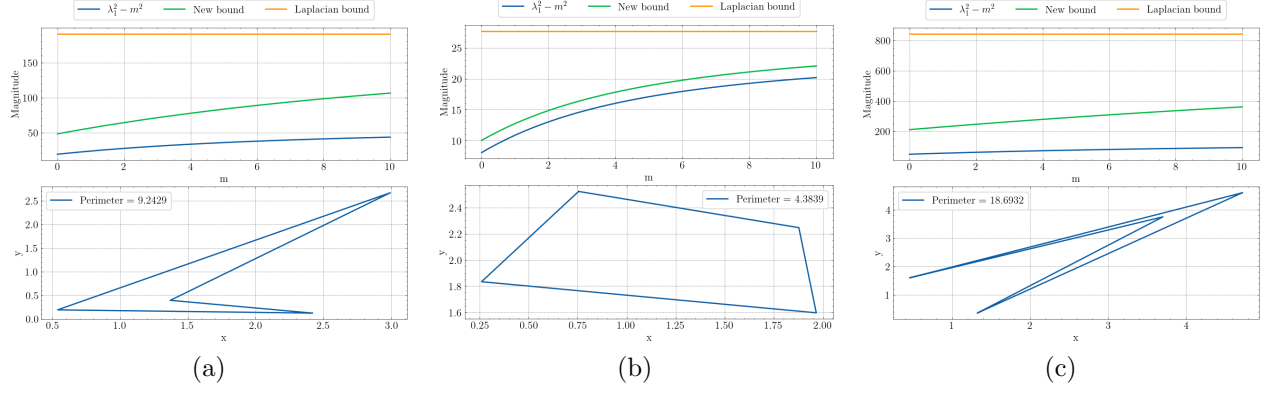 λ₁² − m² New bound Laplacian bound
150
100
50
Magnitude
0 2 4 6 8 10
m
Perimeter = 9.2429
2.5
2.0
1.5
1.0
0.5
0.0
y
0.5 1.0 1.5 2.0 2.5 3.0
x
(a)
λ₁² − m² New bound Laplacian bound
25
20
15
10
Magnitude
0 2 4 6 8 10
m
Perimeter = 4.3839
2.4
2.2
2.0
1.8
1.6
y
0.25 0.50 0.75 1.00 1.25 1.50 1.75 2.00
x
(b)
λ₁² − m² New bound Laplacian bound
800
600
400
200
Magnitude
0 2 4 6 8 10
m
Perimeter = 18.6932
4
3
2
1
y
1 2 3 4
x
(c)